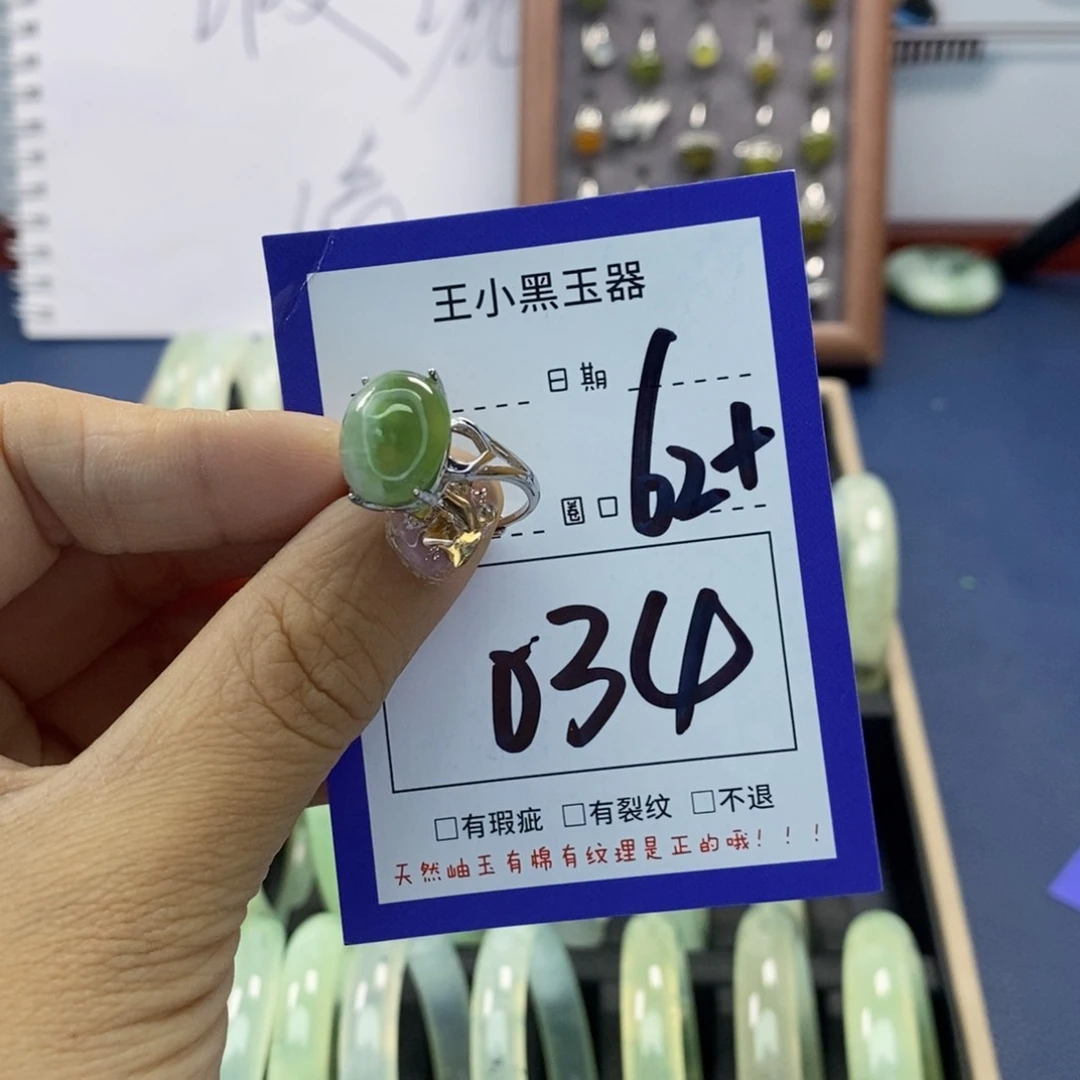 王小黑玉器
日期
62+
圈口
034
□有瑕疵 □有裂纹 □不退
天然岫玉有棉有纹理是正的哦！！！